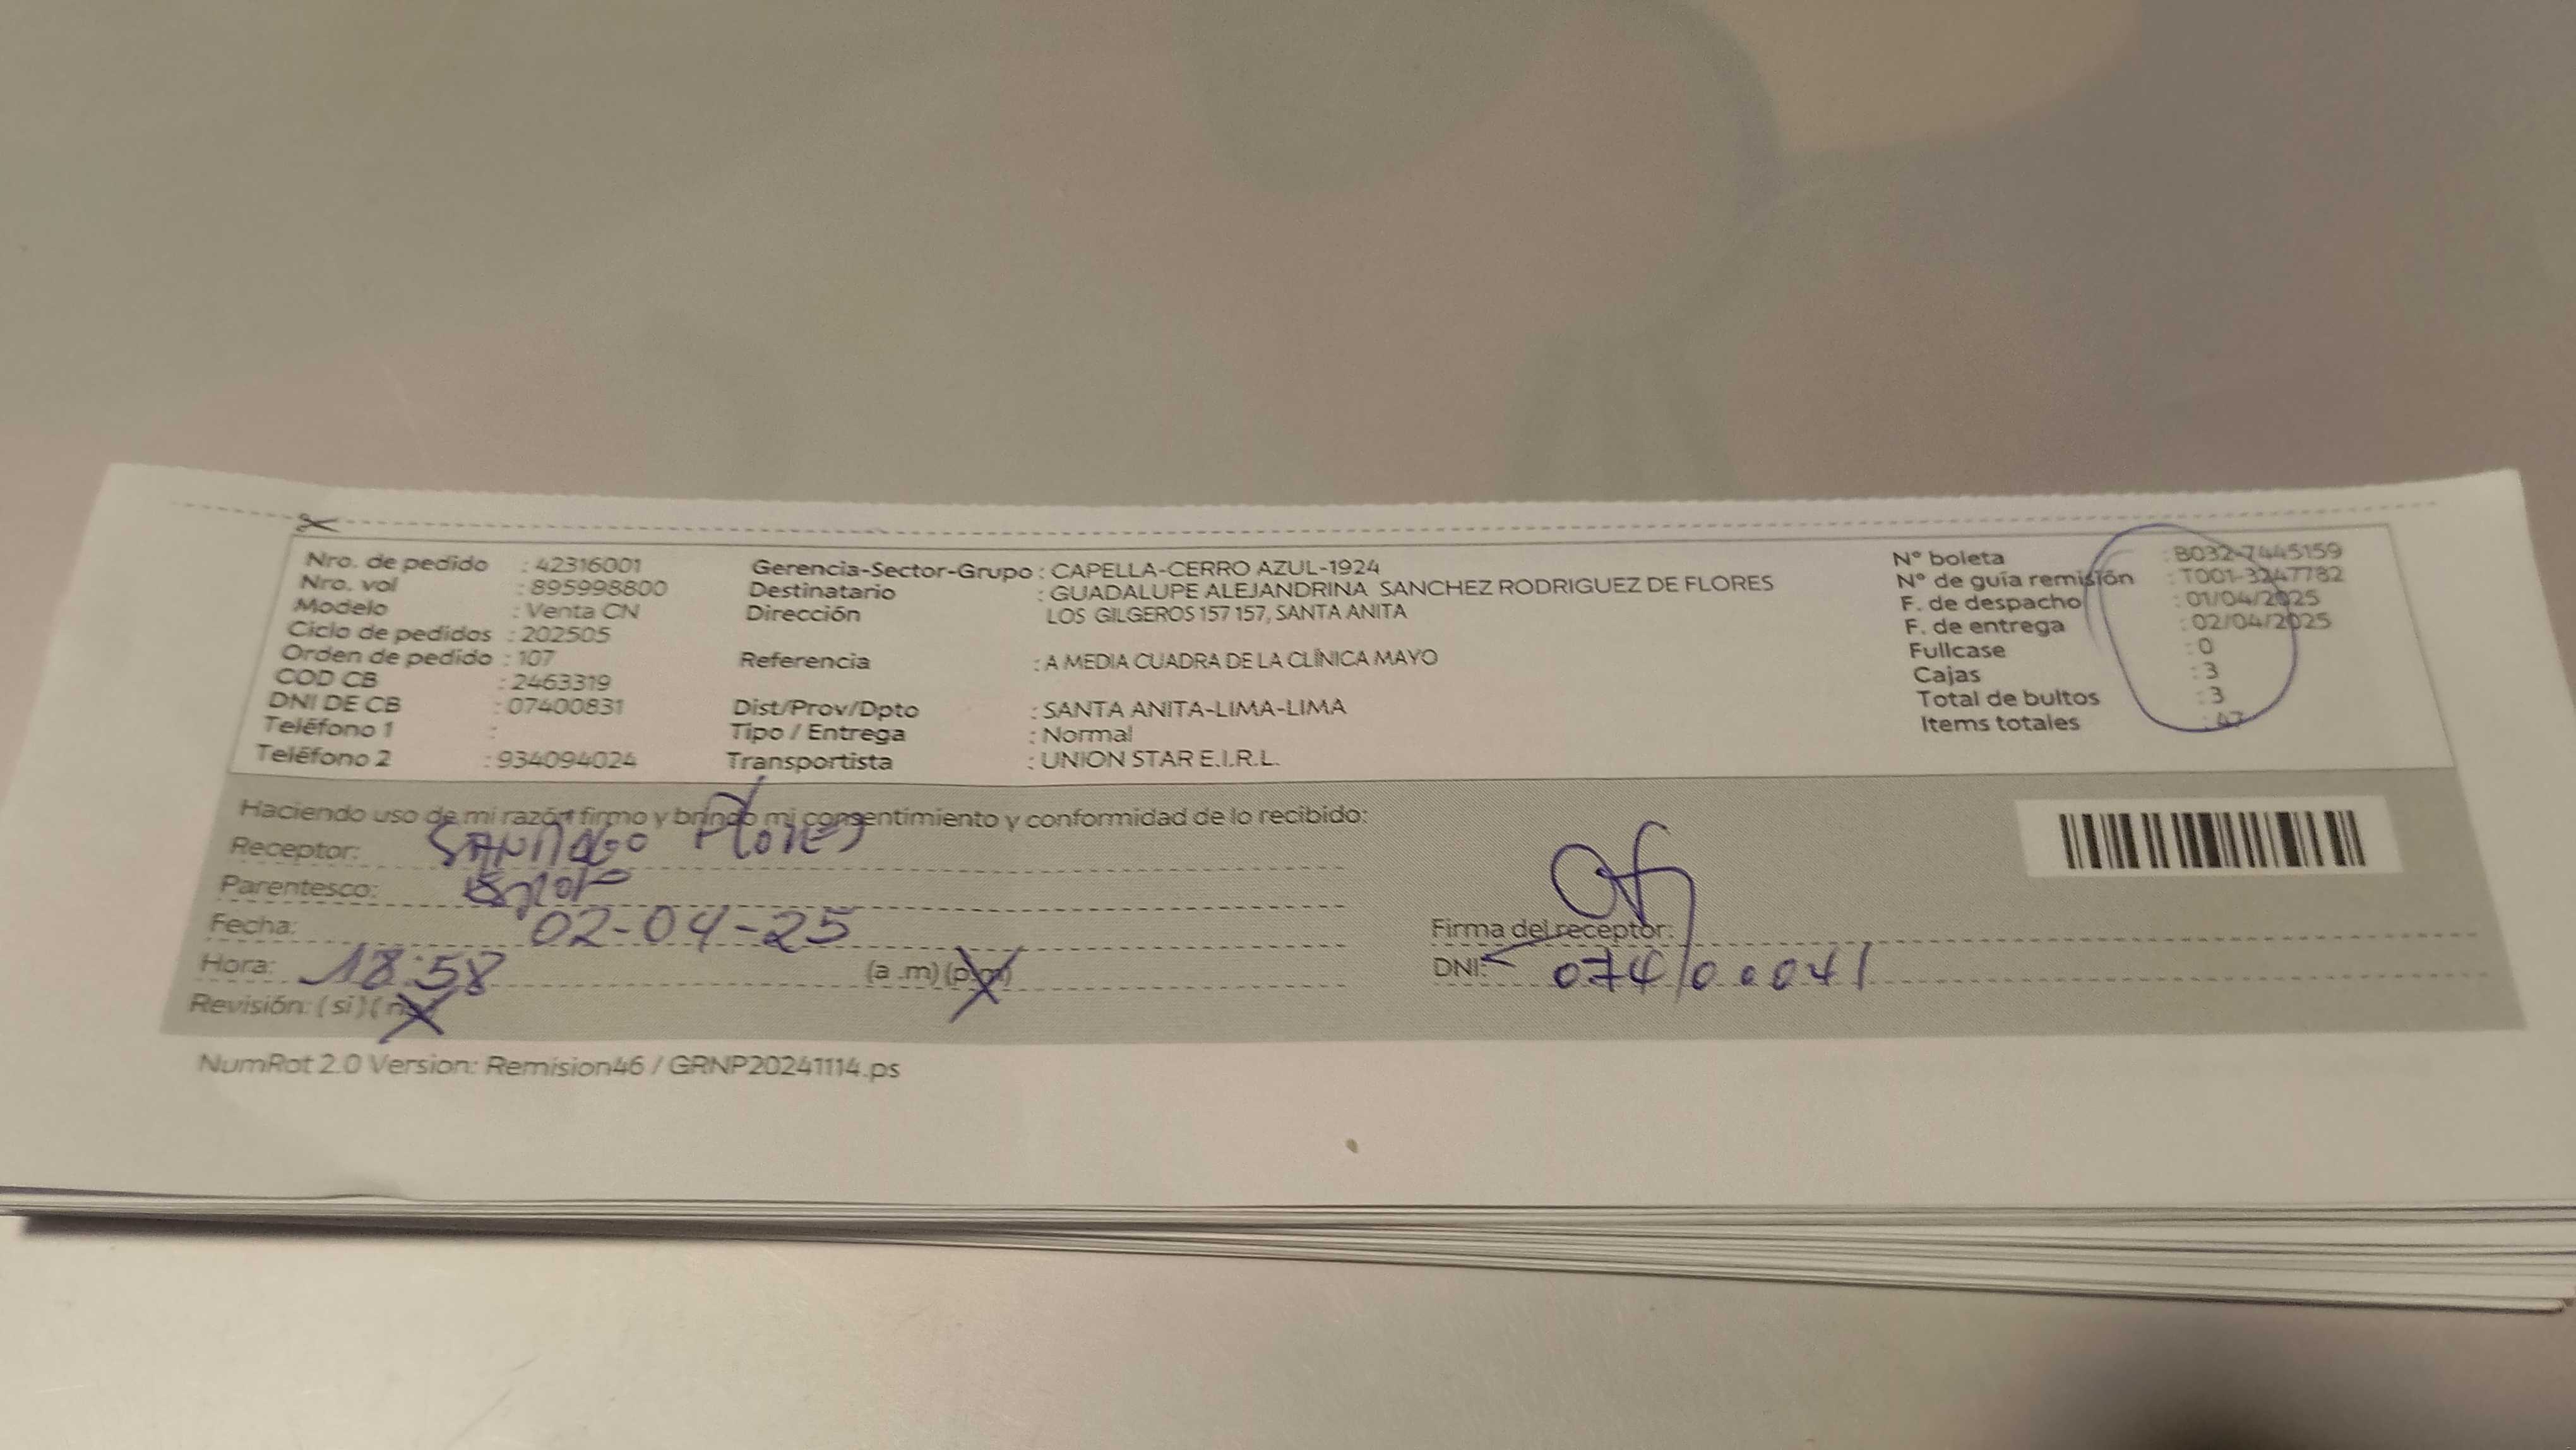 Nro. de pedido : 42316001
Nro. vol : 895998800
Modelo : Venta CN
Ciclo de pedidos : 202505
Orden de pedido : 107
COD CB : 2463319
DNI DE CB : 07400831
Teléfono 1 :
Teléfono 2 : 934094024
Gerencia-Sector-Grupo : CAPELLA-CERRO AZUL-1924
Destinatario : GUADALUPE ALEJANDRINA SANCHEZ RODRIGUEZ DE FLORES
Dirección LOS GILGEROS 157 157, SANTA ANITA
Referencia : A MEDIA CUADRA DE LA CLÍNICA MAYO
Dist/Prov/Dpto : SANTA ANITA-LIMA-LIMA
Tipo / Entrega : Normal
Transportista : UNION STAR E.I.R.L.
N° boleta : B032-7445159
N° de guía remisión : T001-3247782
F. de despacho : 01/04/2025
F. de entrega : 02/04/2025
Fullcase : 0
Cajas : 3
Total de bultos : 3
Items totales : 47
Haciendo uso de mi razón firmo y brindo mi consentimiento y conformidad de lo recibido:
Receptor: SANTIAGO FLORES
Parentesco:
Fecha: 02-04-25
Hora: 18:58 (a .m) (p.m)
Revisión: ( si ) ( no )
Firma del receptor:
DNI: 07400041
NumRot 2.0 Version: Remision46 / GRNP20241114.ps